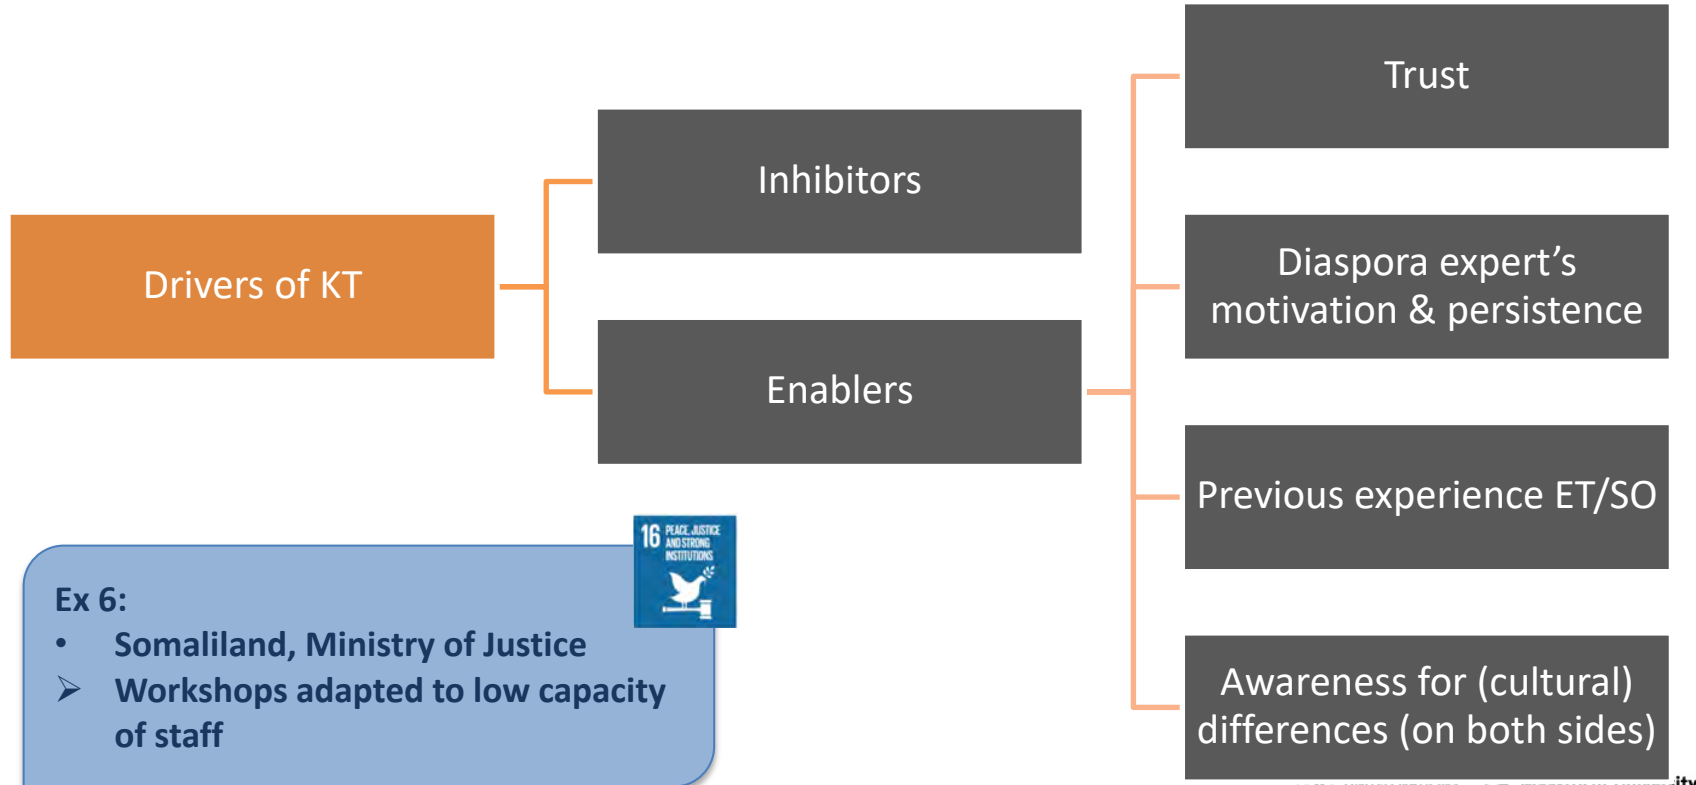 Trust
Inhibitors
Drivers of KT
Diaspora expert’s
motivation & persistence
Enablers
Previous experience ET/SO
16 PEACE, JUSTICE
AND STRONG
INSTITUTIONS
Ex 6:
• Somaliland, Ministry of Justice
➢ Workshops adapted to low capacity
of staff
Awareness for (cultural)
differences (on both sides)